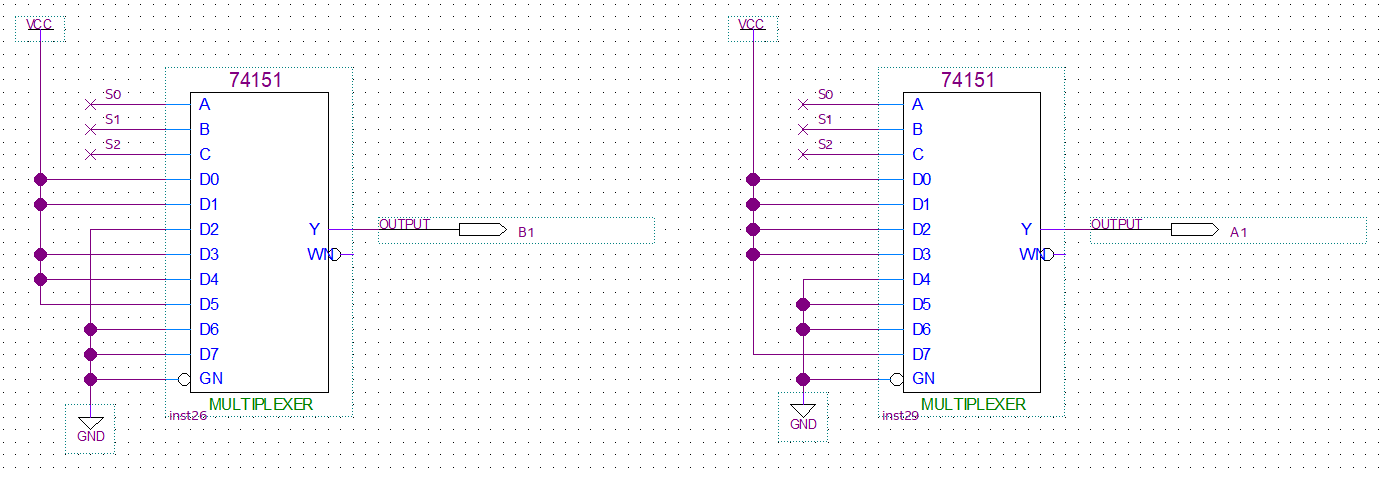 VCC
74151
S0
A
S1
B
S2
C
D0
D1
D2
Y
OUTPUT
B1
D3
WN
D4
D5
D6
D7
GN
MULTIPLEXER
inst26
GND
VCC
74151
S0
A
S1
B
S2
C
D0
D1
D2
Y
OUTPUT
A1
D3
WN
D4
D5
D6
D7
GN
MULTIPLEXER
inst29
GND